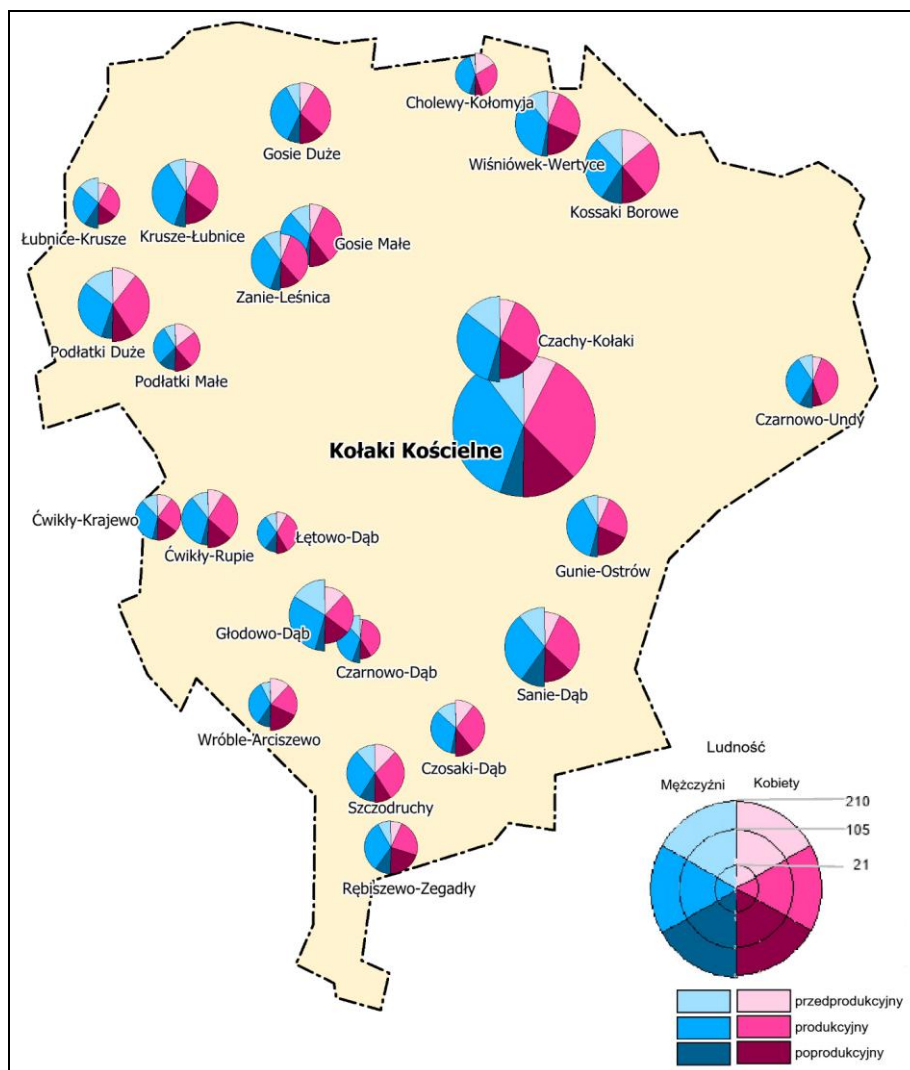 Cholewy-Kołomyja
Gosie Duże
Wiśniówek-Wertyce
Kossaki Borowe
Łubnice-Krusze
Krusze-Łubnice
Gosie Małe
Zanie-Leśnica
Podłatki Duże
Czachy-Kołaki
Podłatki Małe
Czarnowo-Undy
Kołaki Kościelne
Ćwikły-Krajewo
Ćwikły-Rupie
Łętowo-Dąb
Gunie-Ostrów
Głodowo-Dąb
Czarnowo-Dąb
Sanie-Dąb
Wróble-Arciszewo
Czosaki-Dąb
Szczodruchy
Rębiszewo-Zegadły
Ludność
Mężczyźni Kobiety
210
105
21
przedprodukcyjny
produkcyjny
poprodukcyjny